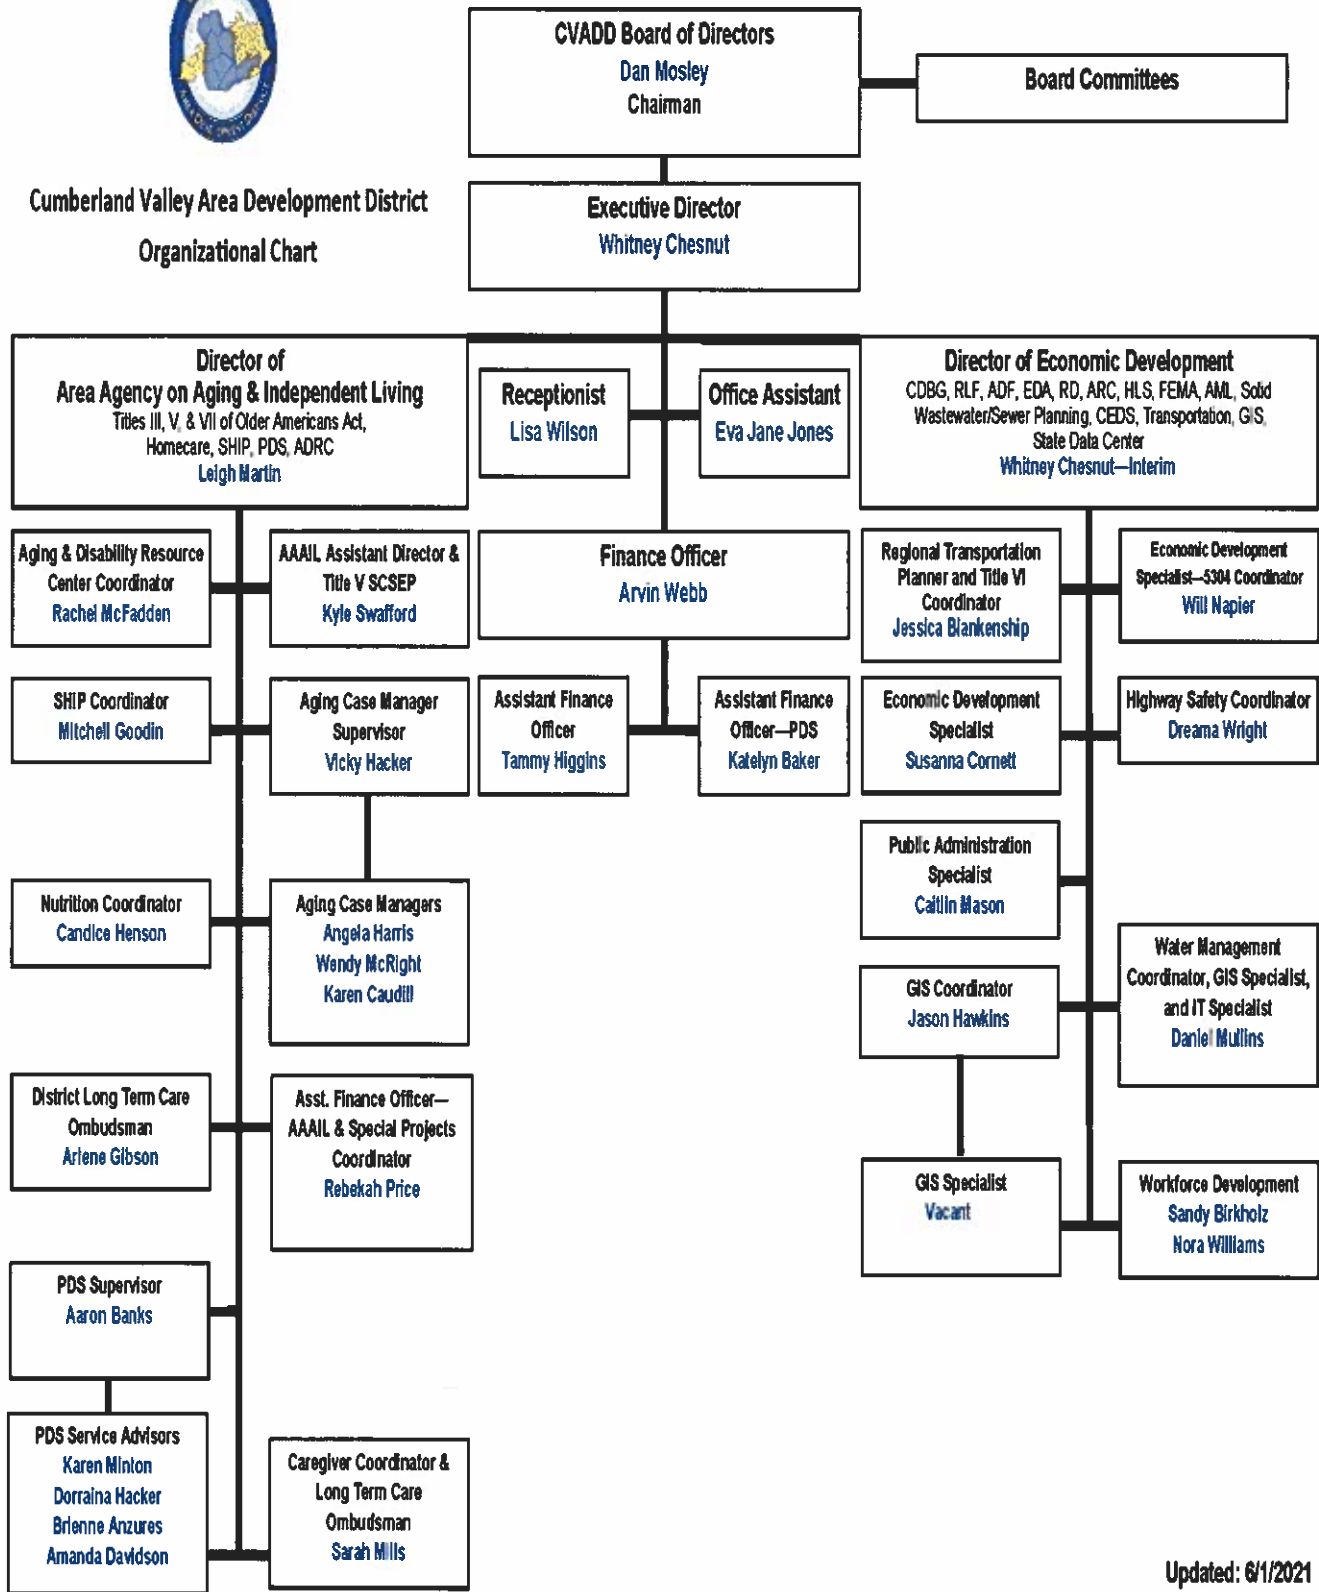 CVADD Board of Directors
Dan Mosley
Chairman
Board Committees
Cumberland Valley Area Development District
Organizational Chart
Executive Director
Whitney Chesnut
Director of
Area Agency on Aging & Independent Living
Titles III, V, & VII of Older Americans Act,
Homecare, SHIP, PDS, ADRC
Leigh Martin
Receptionist
Lisa Wilson
Office Assistant
Eva Jane Jones
Director of Economic Development
CDBG, RLF, ADF, EDA, RD, ARC, HLS, FEMA, AML, Solid
Wastewater/Sewer Planning, CEDS, Transportation, GIS,
State Data Center
Whitney Chesnut—Interim
Aging & Disability Resource
Center Coordinator
Rachel McFadden
AAAIL Assistant Director &
Title V SCSEP
Kyle Swafford
Finance Officer
Arvin Webb
Regional Transportation
Planner and Title VI
Coordinator
Jessica Blankenship
Economic Development
Specialist—5304 Coordinator
Will Napier
SHIP Coordinator
Mitchell Goodin
Aging Case Manager
Supervisor
Vicky Hacker
Assistant Finance
Officer
Tammy Higgins
Assistant Finance
Officer—PDS
Katelyn Baker
Economic Development
Specialist
Susanna Cornett
Highway Safety Coordinator
Dreama Wright
Public Administration
Specialist
Caitlin Mason
Nutrition Coordinator
Candice Henson
Aging Case Managers
Angela Harris
Wendy McRight
Karen Caudill
GIS Coordinator
Jason Hawkins
Water Management
Coordinator, GIS Specialist,
and IT Specialist
Daniel Mullins
District Long Term Care
Ombudsman
Arlene Gibson
Asst. Finance Officer—
AAAIL & Special Projects
Coordinator
Rebekah Price
GIS Specialist
Vacant
Workforce Development
Sandy Birkholz
Nora Williams
PDS Supervisor
Aaron Banks
PDS Service Advisors
Karen Minton
Dorraina Hacker
Brienne Anzures
Amanda Davidson
Caregiver Coordinator &
Long Term Care
Ombudsman
Sarah Mills
Updated: 6/1/2021